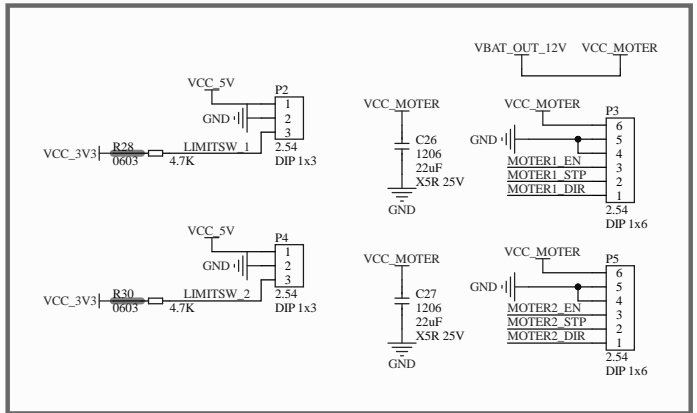 VBAT_OUT_12V VCC_MOTER
VCC_5V
P2
1
GND 2
3
VCC_3V3 R28 LIMITSW_1
0603 4.7K
2.54
DIP 1x3
VCC_MOTER
C26
1206
22uF
X5R 25V
GND
VCC_MOTER
P3
6
GND 5
4
MOTER1_EN 3
MOTER1_STP 2
MOTER1_DIR 1
2.54
DIP 1x6
VCC_5V
P4
1
GND 2
3
VCC_3V3 R30 LIMITSW_2
0603 4.7K
2.54
DIP 1x3
VCC_MOTER
C27
1206
22uF
X5R 25V
GND
VCC_MOTER
P5
6
GND 5
4
MOTER2_EN 3
MOTER2_STP 2
MOTER2_DIR 1
2.54
DIP 1x6